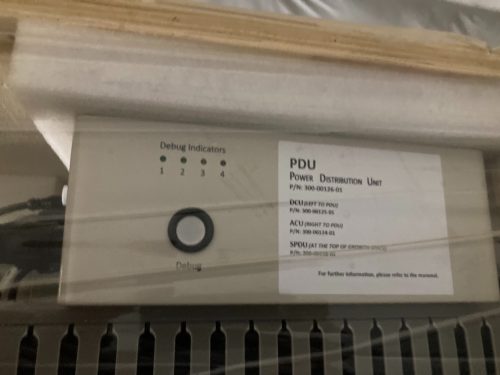 Debug Indicators
1 2 3 4
Debug
PDU
POWER DISTRIBUTION UNIT
P/N: 300-00126-01
DCU (LEFT TO PDU)
P/N: 300-00125-01
ACU (RIGHT TO PDU)
P/N: 300-00124-01
SPDU (AT THE TOP OF GROWTH
P/N:
For further information, please refer to the manual.